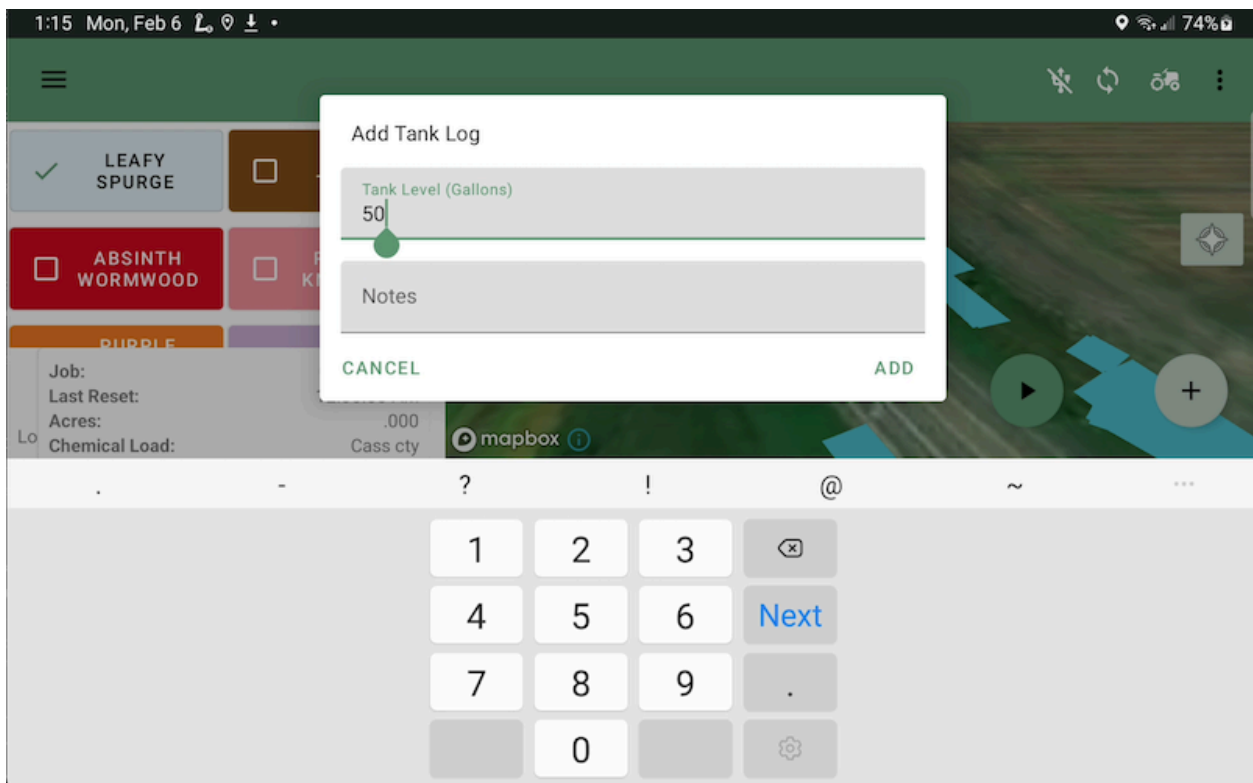 1:15 Mon, Feb 6
74%
Add Tank Log
Tank Level (Gallons)
50
Notes
CANCEL
ADD
LEAFY
SPURGE
ABSINTH
WORMWOOD
PURPLE
Job:
Last Reset:
Acres: .000
Chemical Load: Cass cty
mapbox
. - ? ! @ ~ ...
1 2 3
4 5 6 Next
7 8 9 .
0